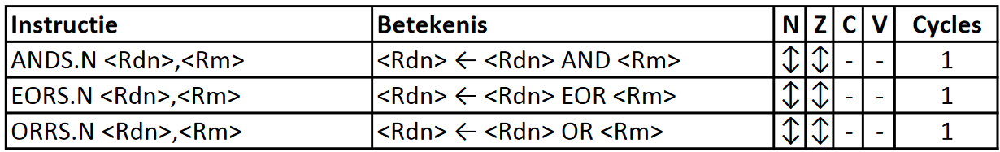 Instructie Betekenis N Z C V Cycles
ANDS.N <Rdn>,<Rm> <Rdn> ← <Rdn> AND <Rm> ↕ ↕ - - 1
EORS.N <Rdn>,<Rm> <Rdn> ← <Rdn> EOR <Rm> ↕ ↕ - - 1
ORRS.N <Rdn>,<Rm> <Rdn> ← <Rdn> OR <Rm> ↕ ↕ - - 1